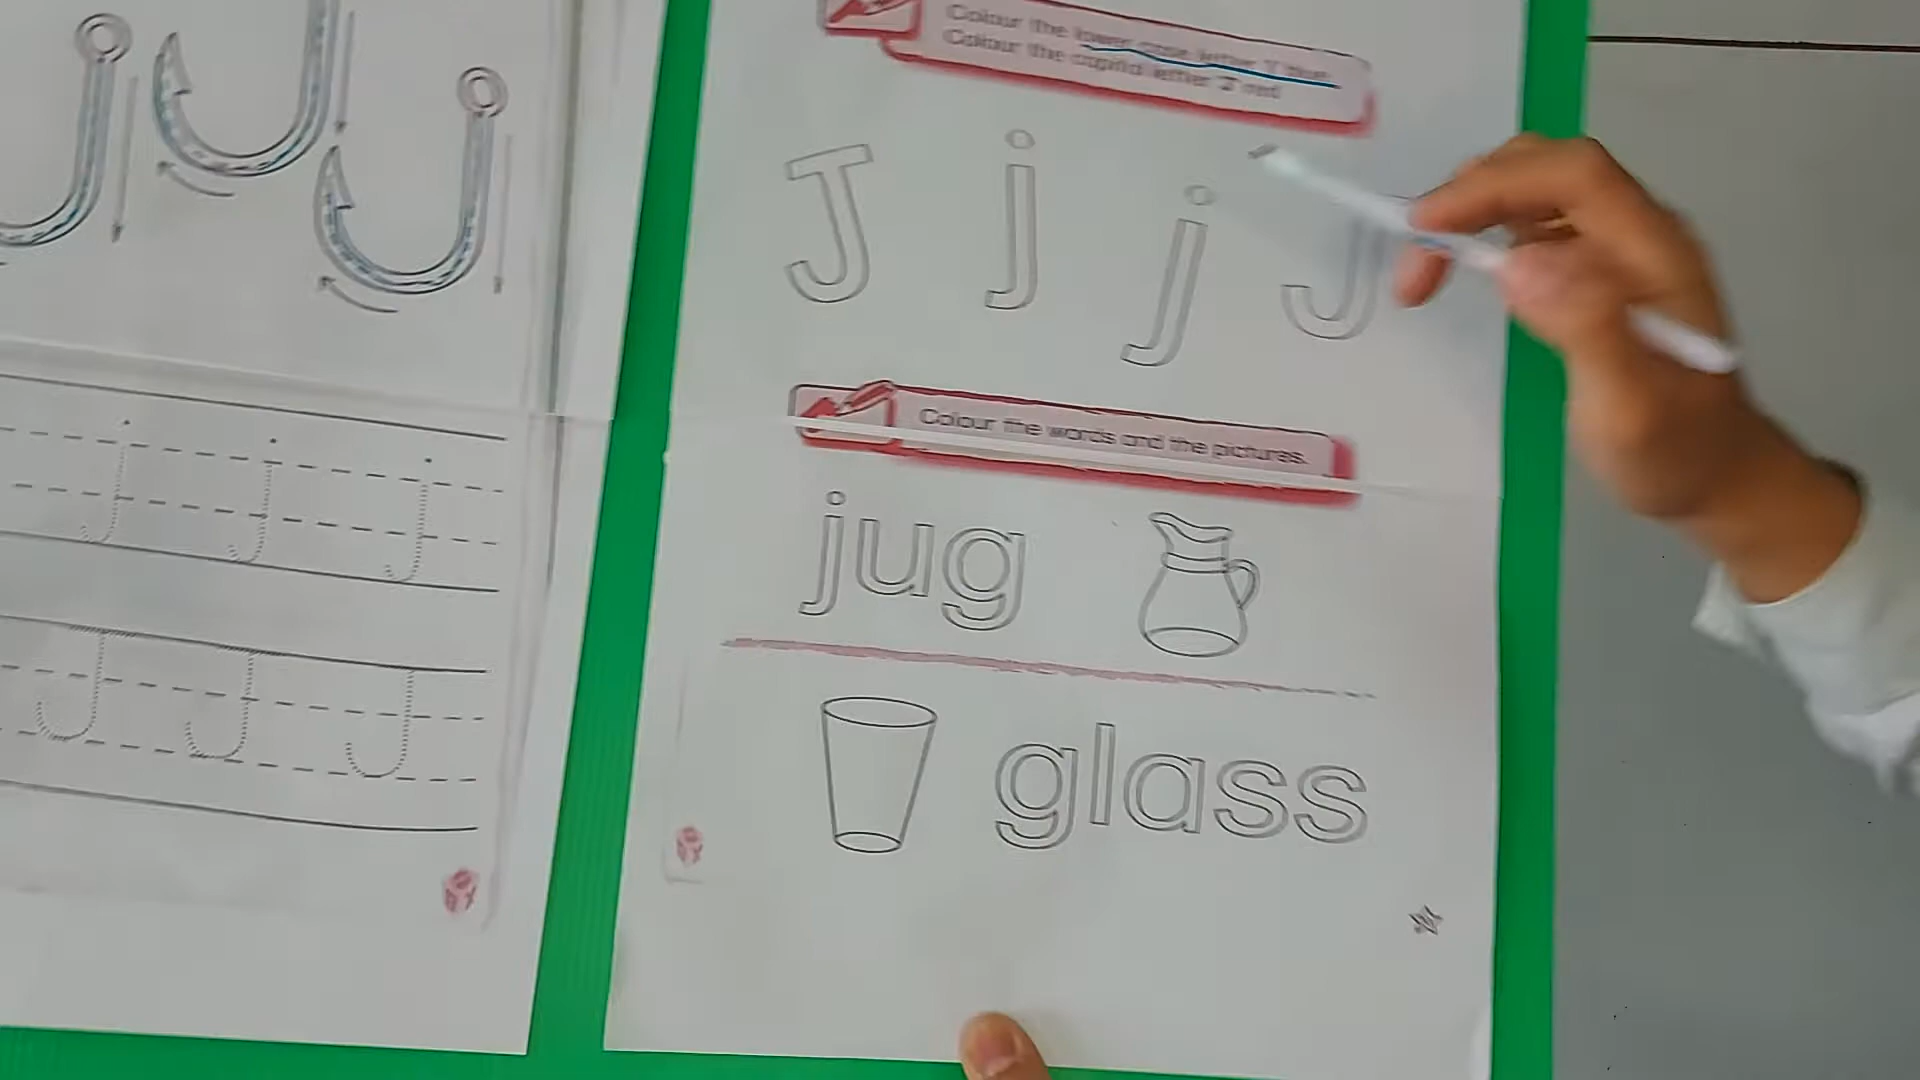 Colour the lower case letter 'j' blue.
Colour the capital letter 'J' red.
J j j J
Colour the words and the pictures.
jug
glass
j j j
J J J